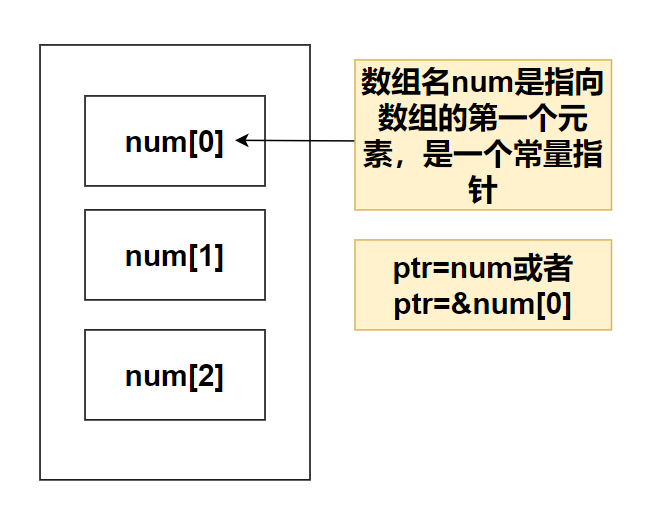 num[0]
num[1]
num[2]
数组名num是指向
数组的第一个元
素，是一个常量指
针
ptr=num或者
ptr=&num[0]